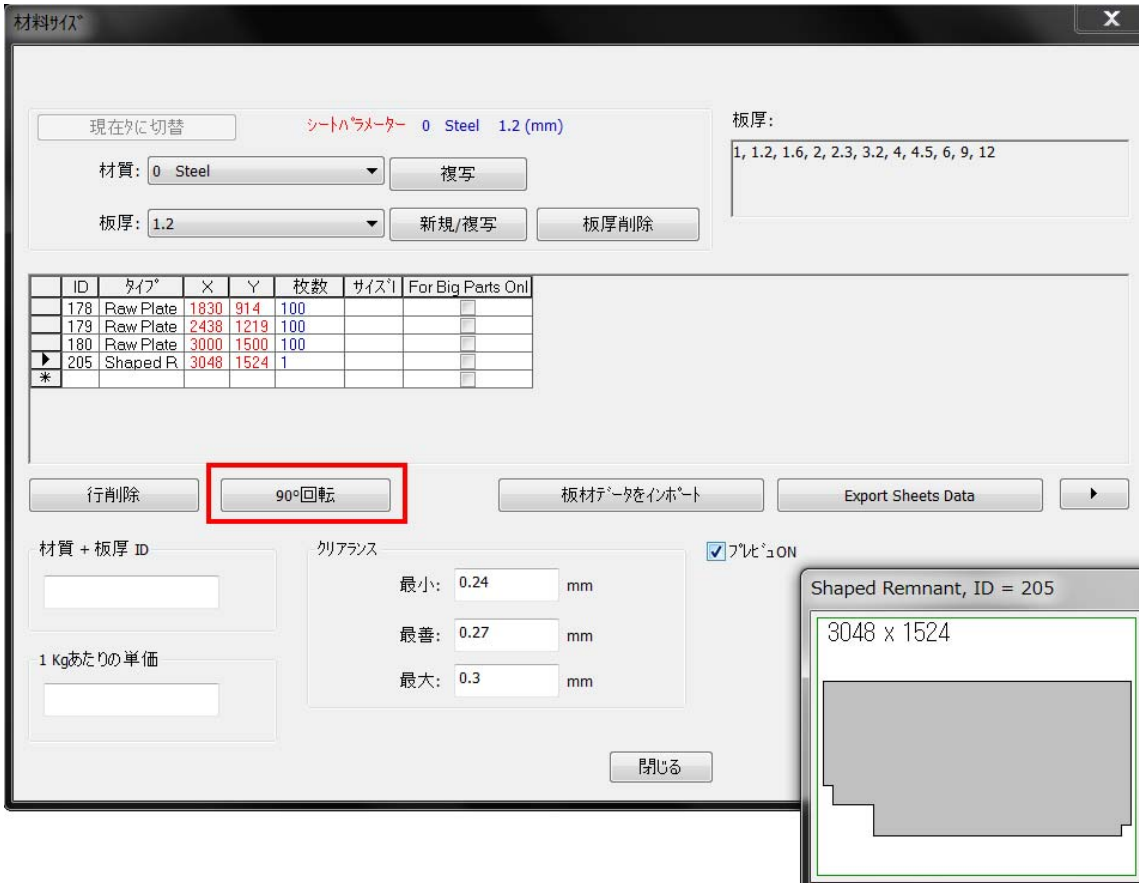 材料ｻｲｽﾞ
X
現在ﾀに切替
ｼｰﾄﾊﾟﾗﾒｰﾀｰ 0 Steel 1.2 (mm)
板厚:
1, 1.2, 1.6, 2, 2.3, 3.2, 4, 4.5, 6, 9, 12
材質: 0 Steel
複写
板厚: 1.2
新規/複写
板厚削除
ID ﾀｲﾌﾟ X Y 枚数 ｻｲｽﾞI For Big Parts Onl
178 Raw Plate 1830 914 100
179 Raw Plate 2438 1219 100
180 Raw Plate 3000 1500 100
205 Shaped R 3048 1524 1
*
行削除
90º回転
板材ﾃﾞｰﾀをｲﾝﾎﾟｰﾄ
Export Sheets Data
材質 + 板厚 ID
ｸﾘｱﾗﾝｽ
最小: 0.24 mm
最善: 0.27 mm
最大: 0.3 mm
1 Kgあたりの単価
ﾌﾟﾚﾋﾞｭON
閉じる
Shaped Remnant, ID = 205
3048 x 1524